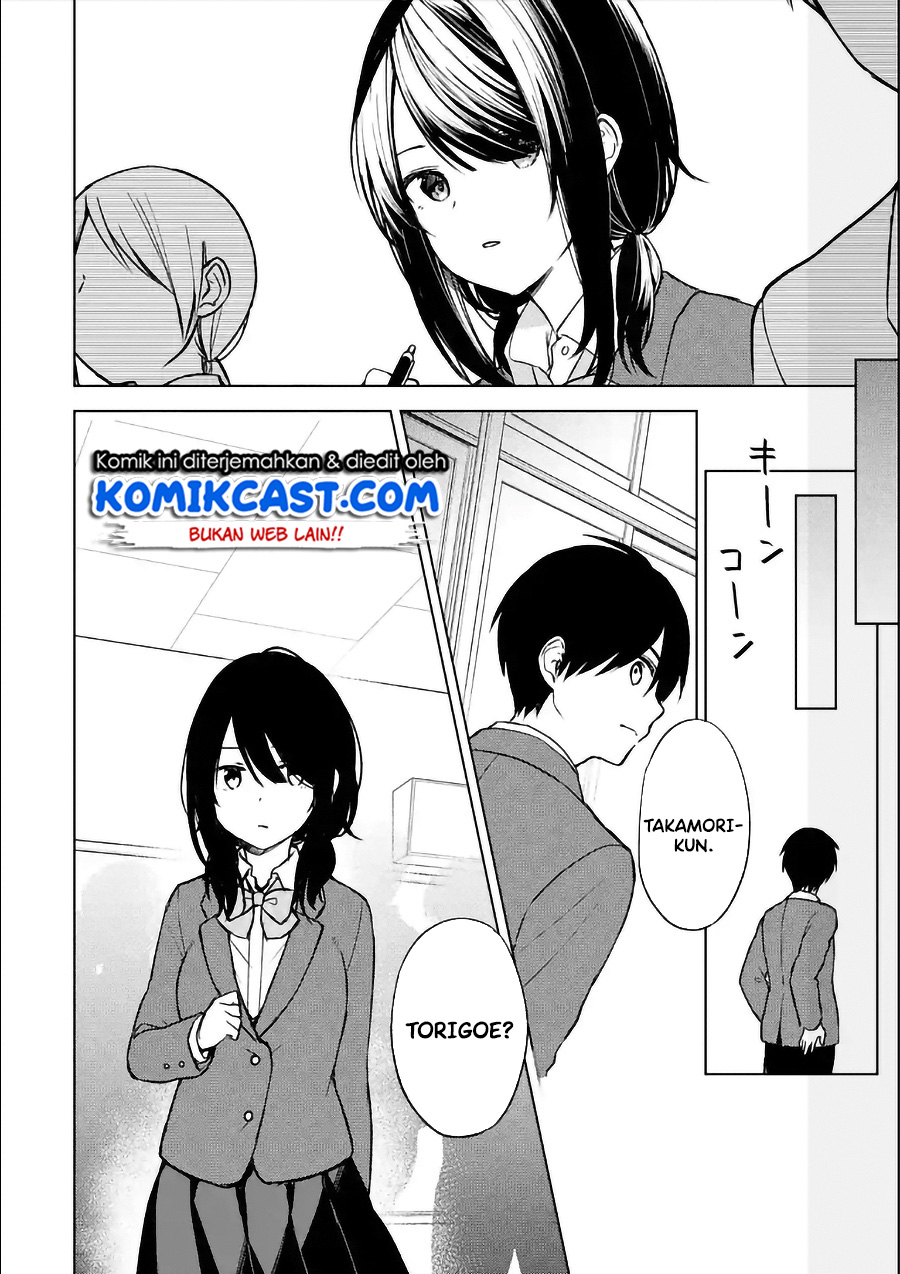 キーン
コーン
TAKAMORI-
KUN.
TORIGOE?
Komik ini diterjemahkan & diedit oleh
KOMIKCAST.COM
BUKAN WEB LAIN!!